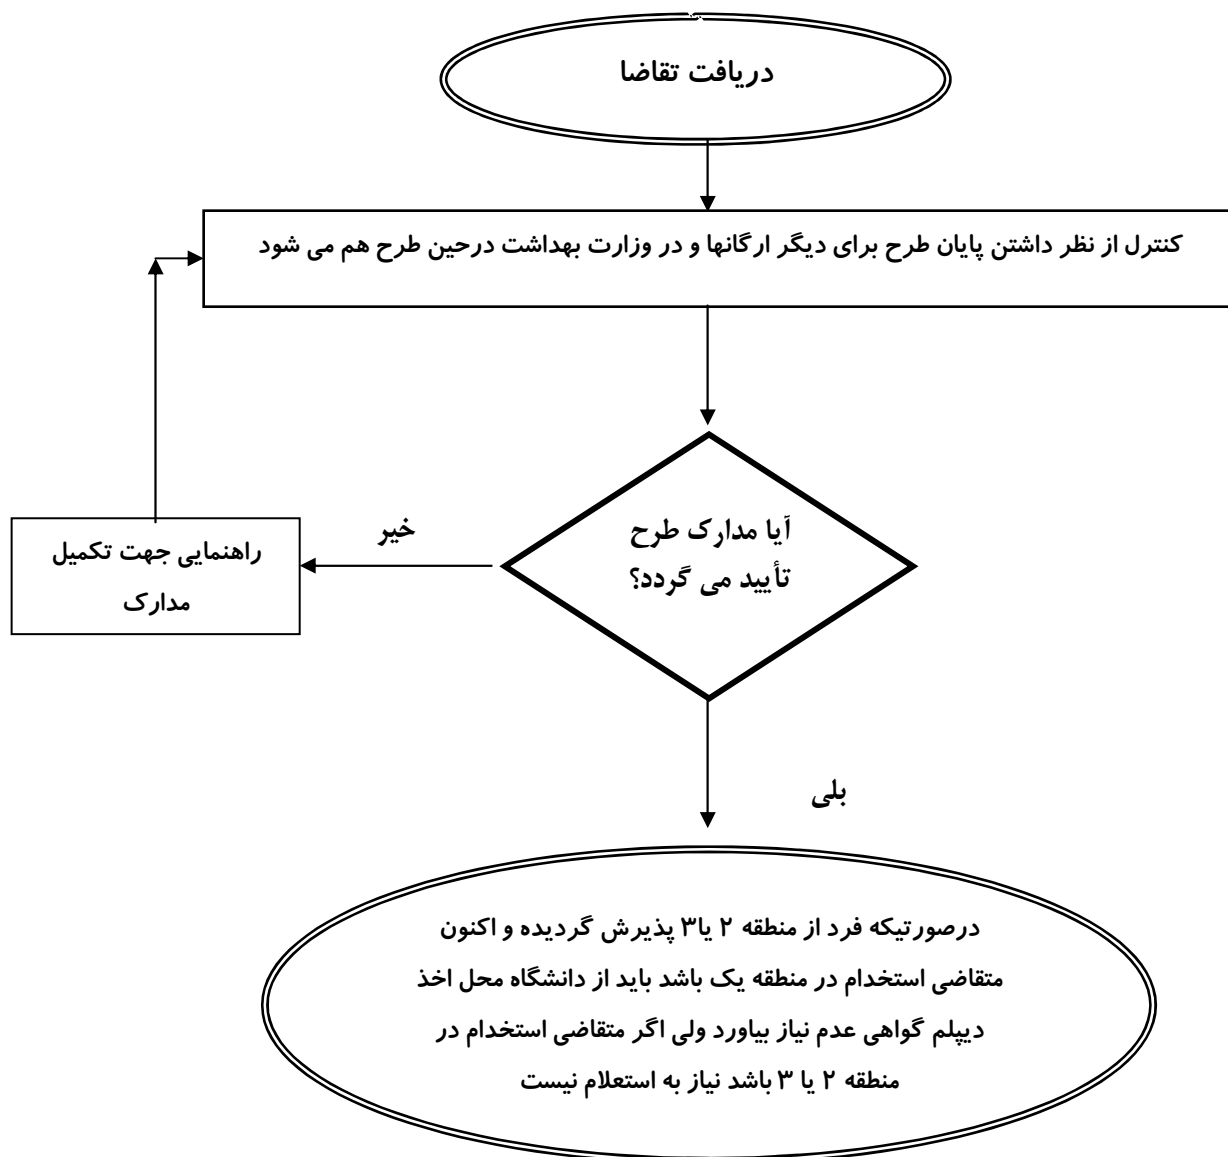 دریافت تقاضا
کنترل از نظر داشتن پایان طرح برای دیگر ارگانها و در وزارت بهداشت درحین طرح هم می شود
آیا مدارک طرح
تأیید می گردد؟
خیر
راهنمایی جهت تکمیل
مدارک
بلی
درصورتیکه فرد از منطقه ۲ یا۳ پذیرش گردیده و اکنون
متقاضی استخدام در منطقه یک باشد باید از دانشگاه محل اخذ
دیپلم گواهی عدم نیاز بیاورد ولی اگر متقاضی استخدام در
منطقه ۲ یا ۳ باشد نیاز به استعلام نیست